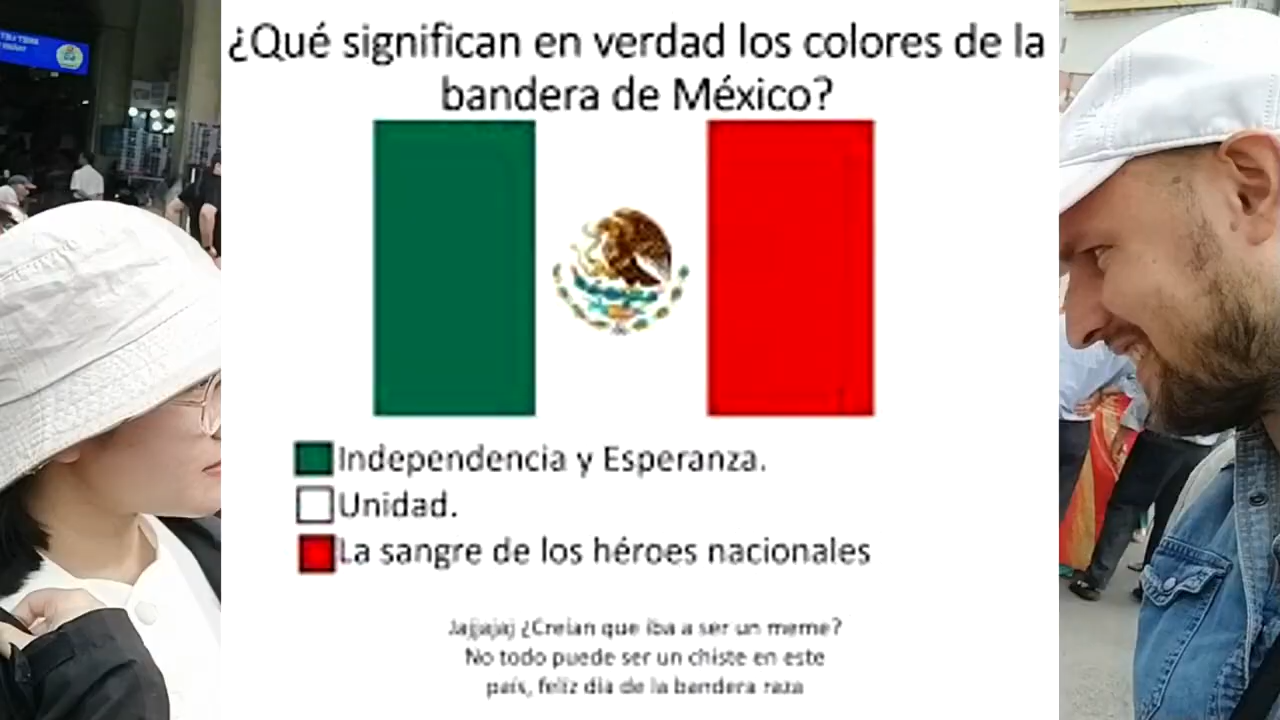 ¿Qué significan en verdad los colores de la
bandera de México?
Independencia y Esperanza.
Unidad.
La sangre de los héroes nacionales
Jajjajaj ¿Creían que iba a ser un meme?
No todo puede ser un chiste en este
país, feliz día de la bandera raza